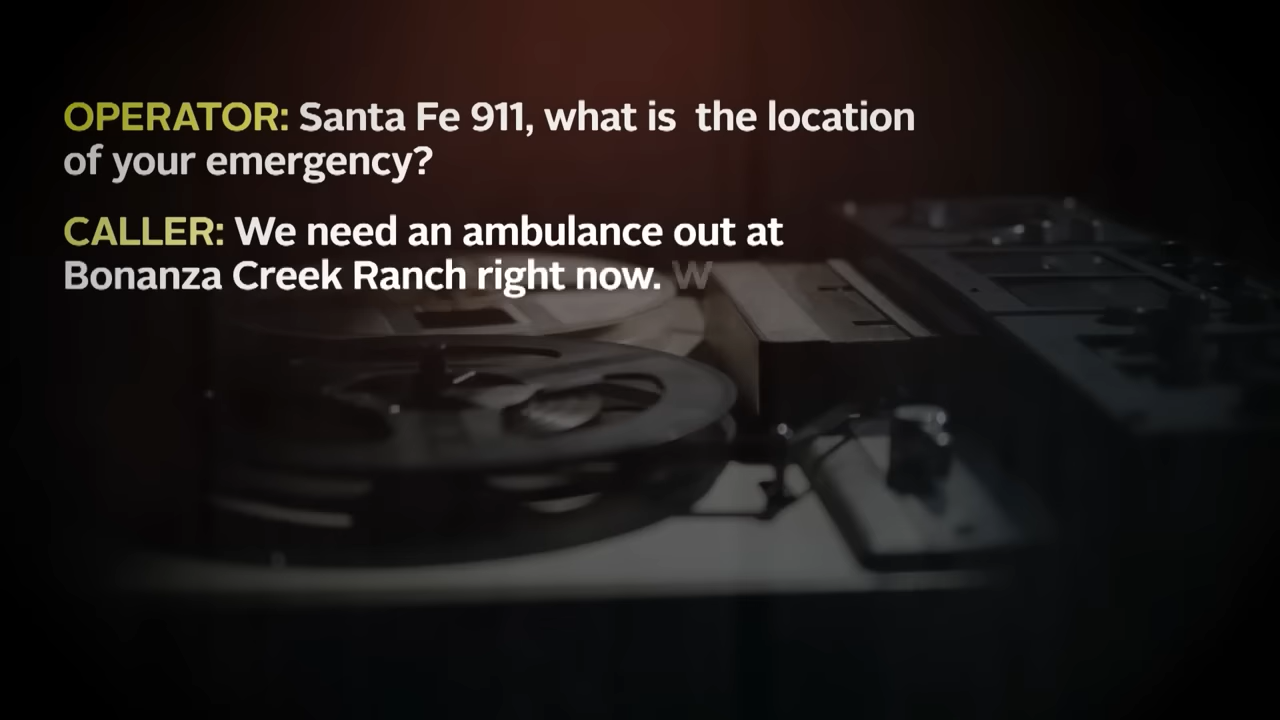 OPERATOR: Santa Fe 911, what is  the location
of your emergency?
CALLER: We need an ambulance out at
Bonanza Creek Ranch right now. W